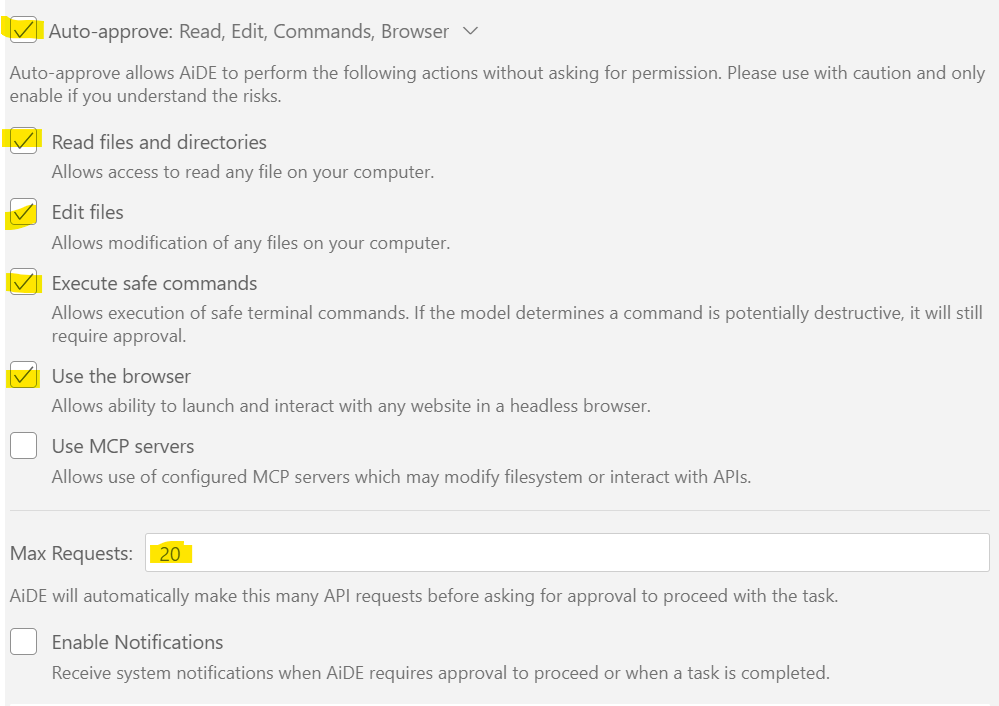 Auto-approve: Read, Edit, Commands, Browser
Auto-approve allows AiDE to perform the following actions without asking for permission. Please use with caution and only
enable if you understand the risks.
Read files and directories
Allows access to read any file on your computer.
Edit files
Allows modification of any files on your computer.
Execute safe commands
Allows execution of safe terminal commands. If the model determines a command is potentially destructive, it will still
require approval.
Use the browser
Allows ability to launch and interact with any website in a headless browser.
Use MCP servers
Allows use of configured MCP servers which may modify filesystem or interact with APIs.
Max Requests: 20
AiDE will automatically make this many API requests before asking for approval to proceed with the task.
Enable Notifications
Receive system notifications when AiDE requires approval to proceed or when a task is completed.